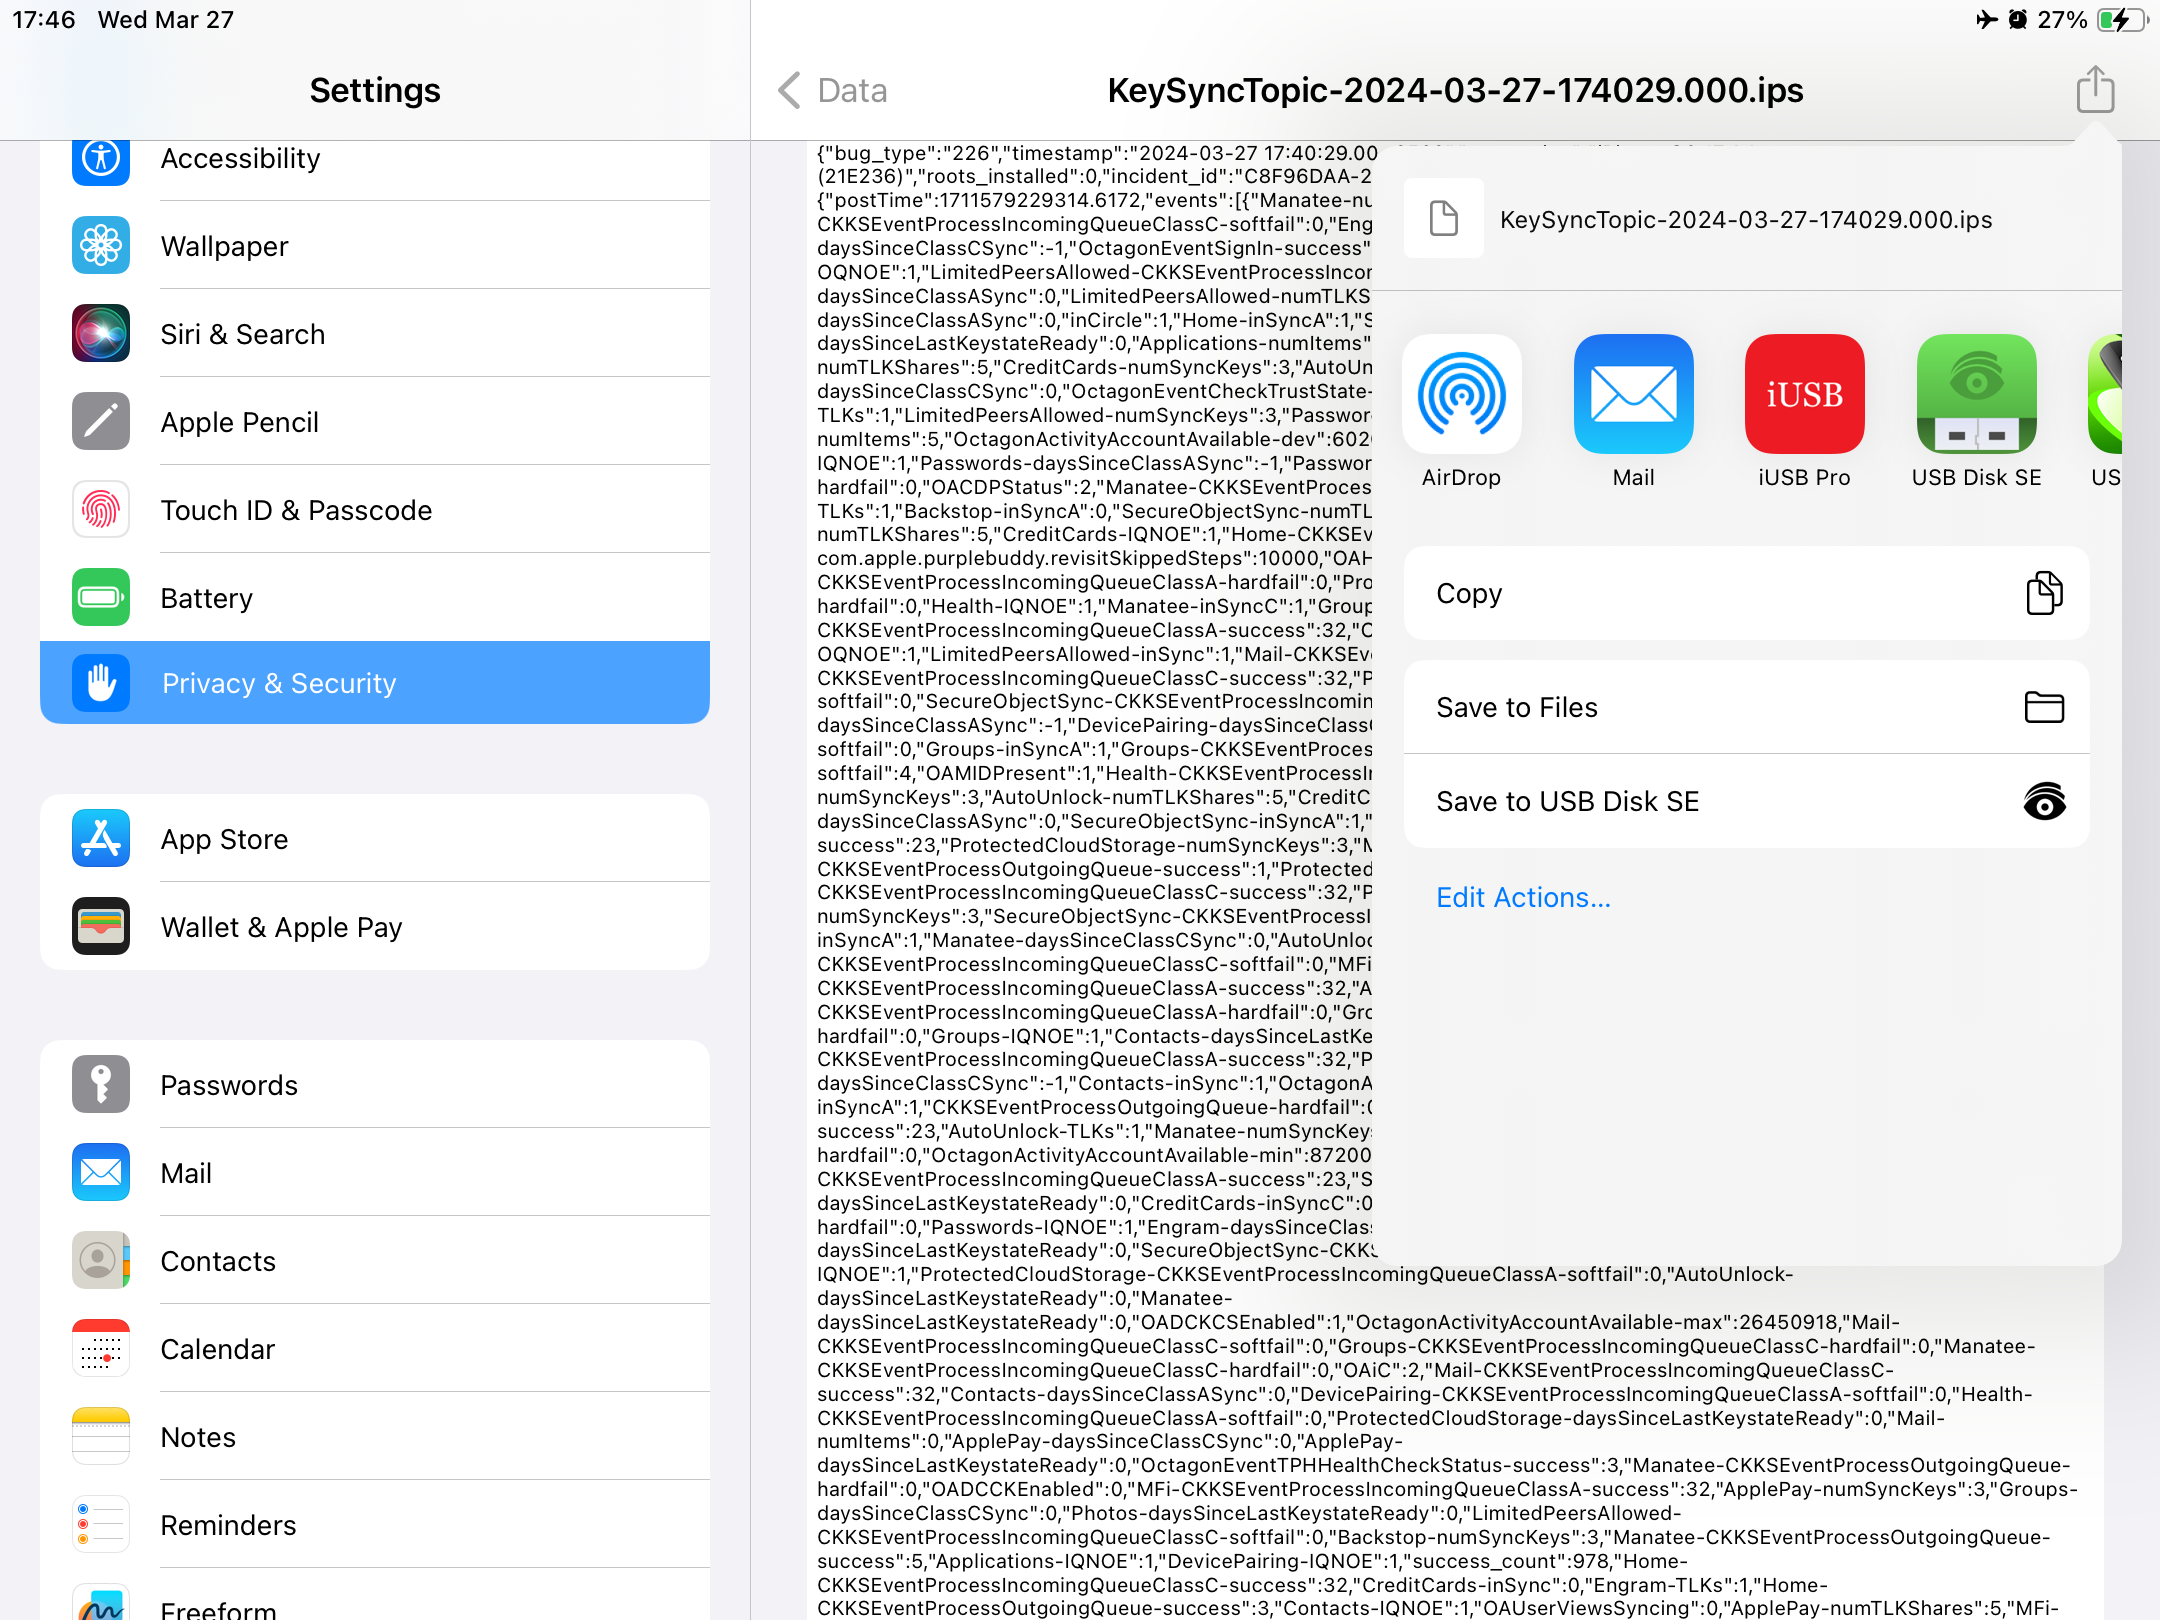 17:46 Wed Mar 27
27%
Settings
Accessibility
Wallpaper
Siri & Search
Apple Pencil
Touch ID & Passcode
Battery
Privacy & Security
App Store
Wallet & Apple Pay
Passwords
Mail
Contacts
Calendar
Notes
Reminders
Freeform
Data
KeySyncTopic-2024-03-27-174029.000.ips
{"bug_type":"226","timestamp":"2024-03-27 17:40:29.00
(21E236)","roots_installed":0,"incident_id":"C8F96DAA-2
{"postTime":1711579229314.6172,"events":[{"Manatee-nu
CKKSEventProcessIncomingQueueClassC-softfail":0,"Eng
daysSinceClassCSync":-1,"OctagonEventSignIn-success"
OQNOE":1,"LimitedPeersAllowed-CKKSEventProcessIncor
daysSinceClassASync":0,"LimitedPeersAllowed-numTLKS
daysSinceClassASync":0,"inCircle":1,"Home-inSyncA":1,"S
daysSinceLastKeystateReady":0,"Applications-numItems"
numTLKShares":5,"CreditCards-numSyncKeys":3,"AutoUn
daysSinceClassCSync":0,"OctagonEventCheckTrustState-
TLKs":1,"LimitedPeersAllowed-numSyncKeys":3,"Passwor
numItems":5,"OctagonActivityAccountAvailable-dev":602
IQNOE":1,"Passwords-daysSinceClassASync":-1,"Passwor
hardfail":0,"OACDPStatus":2,"Manatee-CKKSEventProces
TLKs":1,"Backstop-inSyncA":0,"SecureObjectSync-numTL
numTLKShares":5,"CreditCards-IQNOE":1,"Home-CKKSEv
com.apple.purplebuddy.revisitSkippedSteps":10000,"OAH
CKKSEventProcessIncomingQueueClassA-hardfail":0,"Pro
hardfail":0,"Health-IQNOE":1,"Manatee-inSyncC":1,"Group
CKKSEventProcessIncomingQueueClassA-success":32,"C
OQNOE":1,"LimitedPeersAllowed-inSync":1,"Mail-CKKSEv
CKKSEventProcessIncomingQueueClassC-success":32,"P
softfail":0,"SecureObjectSync-CKKSEventProcessIncomin
daysSinceClassASync":-1,"DevicePairing-daysSinceClass
softfail":0,"Groups-inSyncA":1,"Groups-CKKSEventProces
softfail":4,"OAMIDPresent":1,"Health-CKKSEventProcessI
numSyncKeys":3,"AutoUnlock-numTLKShares":5,"CreditC
daysSinceClassASync":0,"SecureObjectSync-inSyncA":1,"
success":23,"ProtectedCloudStorage-numSyncKeys":3,"M
CKKSEventProcessOutgoingQueue-success":1,"Protected
CKKSEventProcessIncomingQueueClassC-success":32,"P
numSyncKeys":3,"SecureObjectSync-CKKSEventProcessI
inSyncA":1,"Manatee-daysSinceClassCSync":0,"AutoUnloc
CKKSEventProcessIncomingQueueClassC-softfail":0,"MFi
CKKSEventProcessIncomingQueueClassA-success":32,"A
CKKSEventProcessIncomingQueueClassA-hardfail":0,"Gro
hardfail":0,"Groups-IQNOE":1,"Contacts-daysSinceLastKe
CKKSEventProcessIncomingQueueClassA-success":32,"P
daysSinceClassCSync":-1,"Contacts-inSync":1,"OctagonA
inSyncA":1,"CKKSEventProcessOutgoingQueue-hardfail":0
success":23,"AutoUnlock-TLKs":1,"Manatee-numSyncKey
hardfail":0,"OctagonActivityAccountAvailable-min":87200
CKKSEventProcessIncomingQueueClassA-success":23,"S
daysSinceLastKeystateReady":0,"CreditCards-inSyncC":0
hardfail":0,"Passwords-IQNOE":1,"Engram-daysSinceClas
daysSinceLastKeystateReady":0,"SecureObjectSync-CKKS
IQNOE":1,"ProtectedCloudStorage-CKKSEventProcessIncomingQueueClassA-softfail":0,"AutoUnlock-
daysSinceLastKeystateReady":0,"Manatee-
daysSinceLastKeystateReady":0,"OADCKCSEnabled":1,"OctagonActivityAccountAvailable-max":26450918,"Mail-
CKKSEventProcessIncomingQueueClassC-softfail":0,"Groups-CKKSEventProcessIncomingQueueClassC-hardfail":0,"Manatee-
CKKSEventProcessIncomingQueueClassC-hardfail":0,"OAiC":2,"Mail-CKKSEventProcessIncomingQueueClassC-
success":32,"Contacts-daysSinceClassASync":0,"DevicePairing-CKKSEventProcessIncomingQueueClassA-softfail":0,"Health-
CKKSEventProcessIncomingQueueClassA-softfail":0,"ProtectedCloudStorage-daysSinceLastKeystateReady":0,"Mail-
numItems":0,"ApplePay-daysSinceClassCSync":0,"ApplePay-
daysSinceLastKeystateReady":0,"OctagonEventTPHHealthCheckStatus-success":3,"Manatee-CKKSEventProcessOutgoingQueue-
hardfail":0,"OADCCKEnabled":0,"MFi-CKKSEventProcessIncomingQueueClassA-success":32,"ApplePay-numSyncKeys":3,"Groups-
daysSinceClassCSync":0,"Photos-daysSinceLastKeystateReady":0,"LimitedPeersAllowed-
CKKSEventProcessIncomingQueueClassC-softfail":0,"Backstop-numSyncKeys":3,"Manatee-CKKSEventProcessOutgoingQueue-
success":5,"Applications-IQNOE":1,"DevicePairing-IQNOE":1,"success_count":978,"Home-
CKKSEventProcessIncomingQueueClassC-success":32,"CreditCards-inSync":0,"Engram-TLKs":1,"Home-
CKKSEventProcessOutgoingQueue-success":3,"Contacts-IQNOE":1,"OAUserViewsSyncing":0,"ApplePay-numTLKShares":5,"MFi-
KeySyncTopic-2024-03-27-174029.000.ips
iUSB
AirDrop
Mail
iUSB Pro
USB Disk SE
US
Copy
Save to Files
Save to USB Disk SE
Edit Actions...